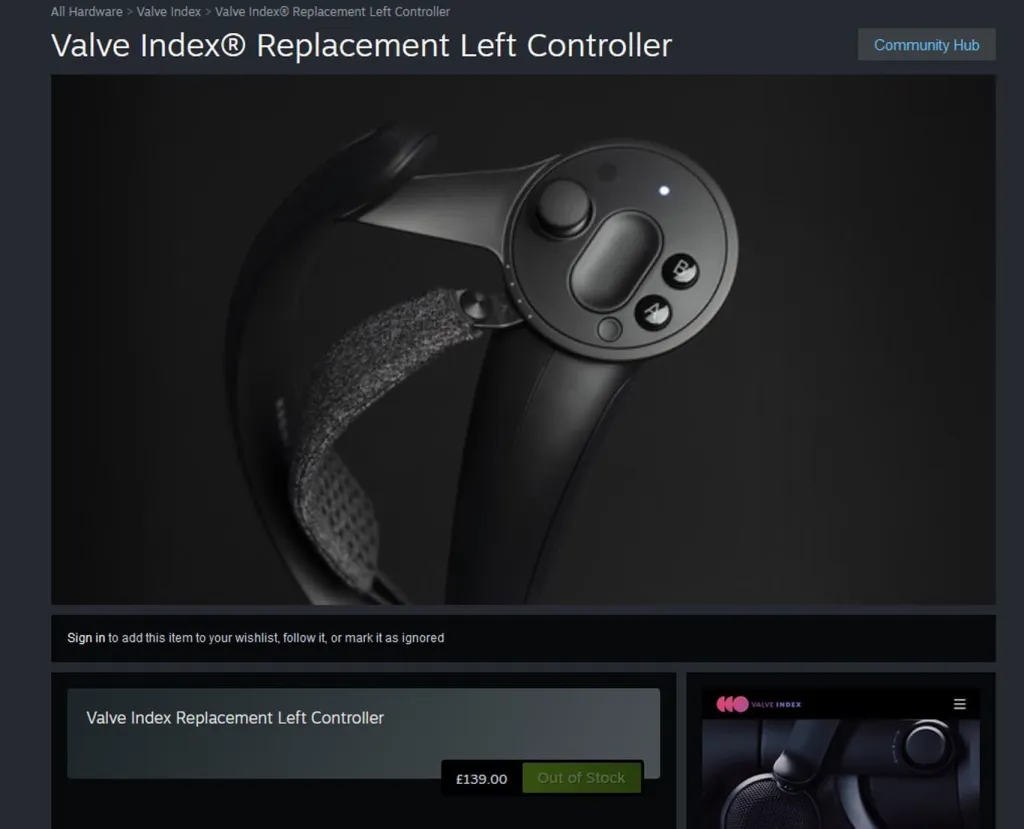 All Hardware > Valve Index > Valve Index® Replacement Left Controller
Valve Index® Replacement Left Controller
Community Hub
B
A
Sign in to add this item to your wishlist, follow it, or mark it as ignored
Valve Index Replacement Left Controller
£139.00
Out of Stock
VALVE INDEX